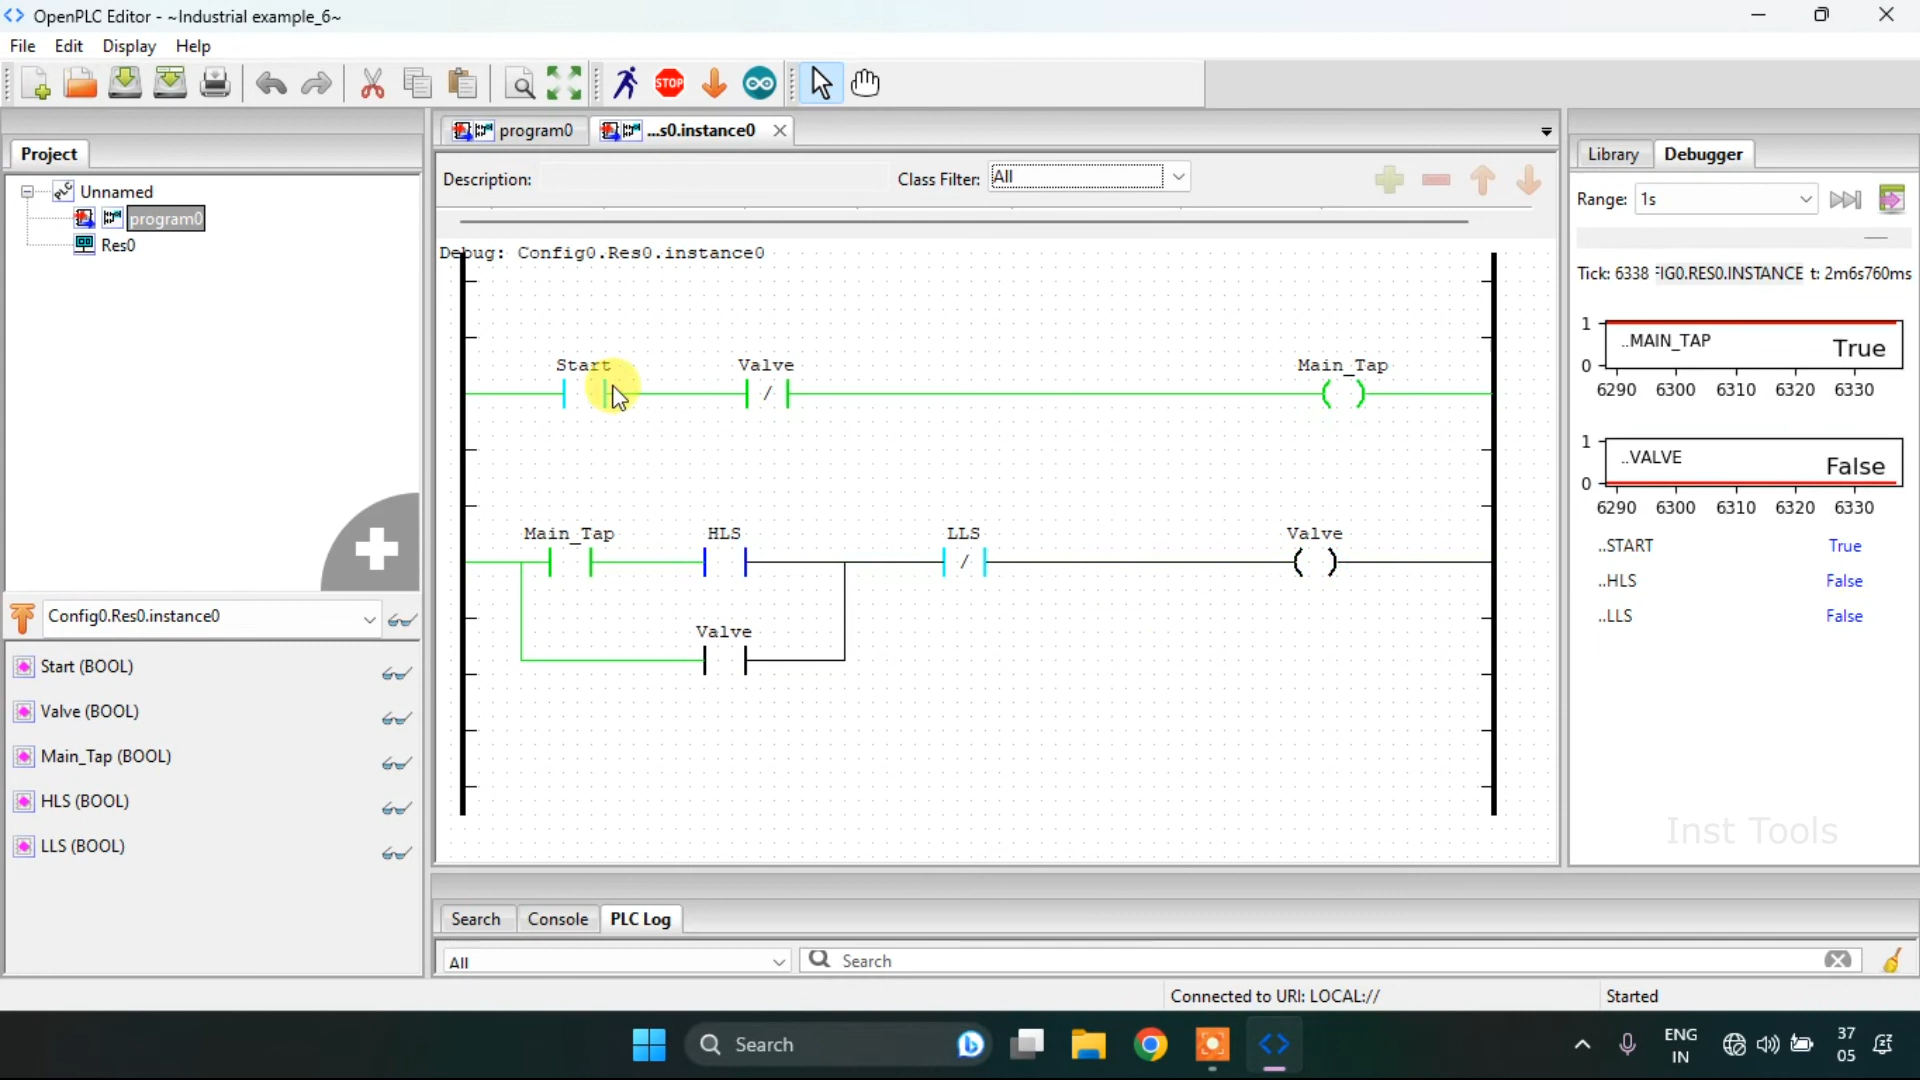 OpenPLC Editor - ~Industrial example_6~
File Edit Display Help
STOP
Project
program0
...s0.instance0
Library
Debugger
Description:
Class Filter: All
Range: 1s
Unnamed
program0
Res0
Debug: Config0.Res0.instance0
Tick: 6338
IG0.RES0.INSTANCE
t: 2m6s760ms
Start
Valve
/
Main_Tap
( )
Main_Tap
HLS
LLS
/
Valve
( )
Valve
1
0
..MAIN_TAP
True
6290 6300 6310 6320 6330
1
0
..VALVE
False
6290 6300 6310 6320 6330
..START True
..HLS False
..LLS False
Config0.Res0.instance0
Start (BOOL)
Valve (BOOL)
Main_Tap (BOOL)
HLS (BOOL)
LLS (BOOL)
Inst Tools
Search
Console
PLC Log
All
Search
Connected to URI: LOCAL://
Started
Search
ENG
IN
37
05